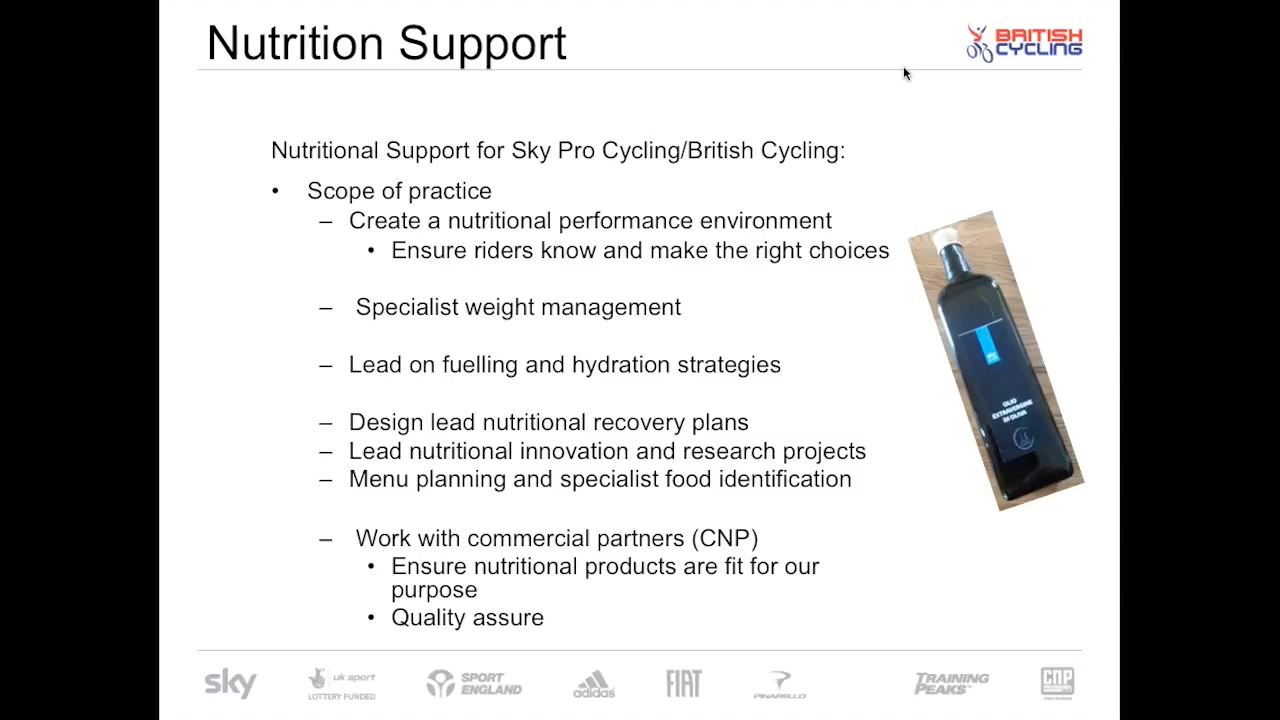 Nutrition Support
BRITISH
CYCLING
Nutritional Support for Sky Pro Cycling/British Cycling:
• Scope of practice
– Create a nutritional performance environment
• Ensure riders know and make the right choices
– Specialist weight management
– Lead on fuelling and hydration strategies
– Design lead nutritional recovery plans
– Lead nutritional innovation and research projects
– Menu planning and specialist food identification
– Work with commercial partners (CNP)
• Ensure nutritional products are fit for our
purpose
• Quality assure
OLIO
EXTRAVERGINE
DI OLIVA
sky
uk sport
LOTTERY FUNDED
SPORT
ENGLAND
adidas
FIAT
PINARELLO
TRAINING
PEAKS™
CNP